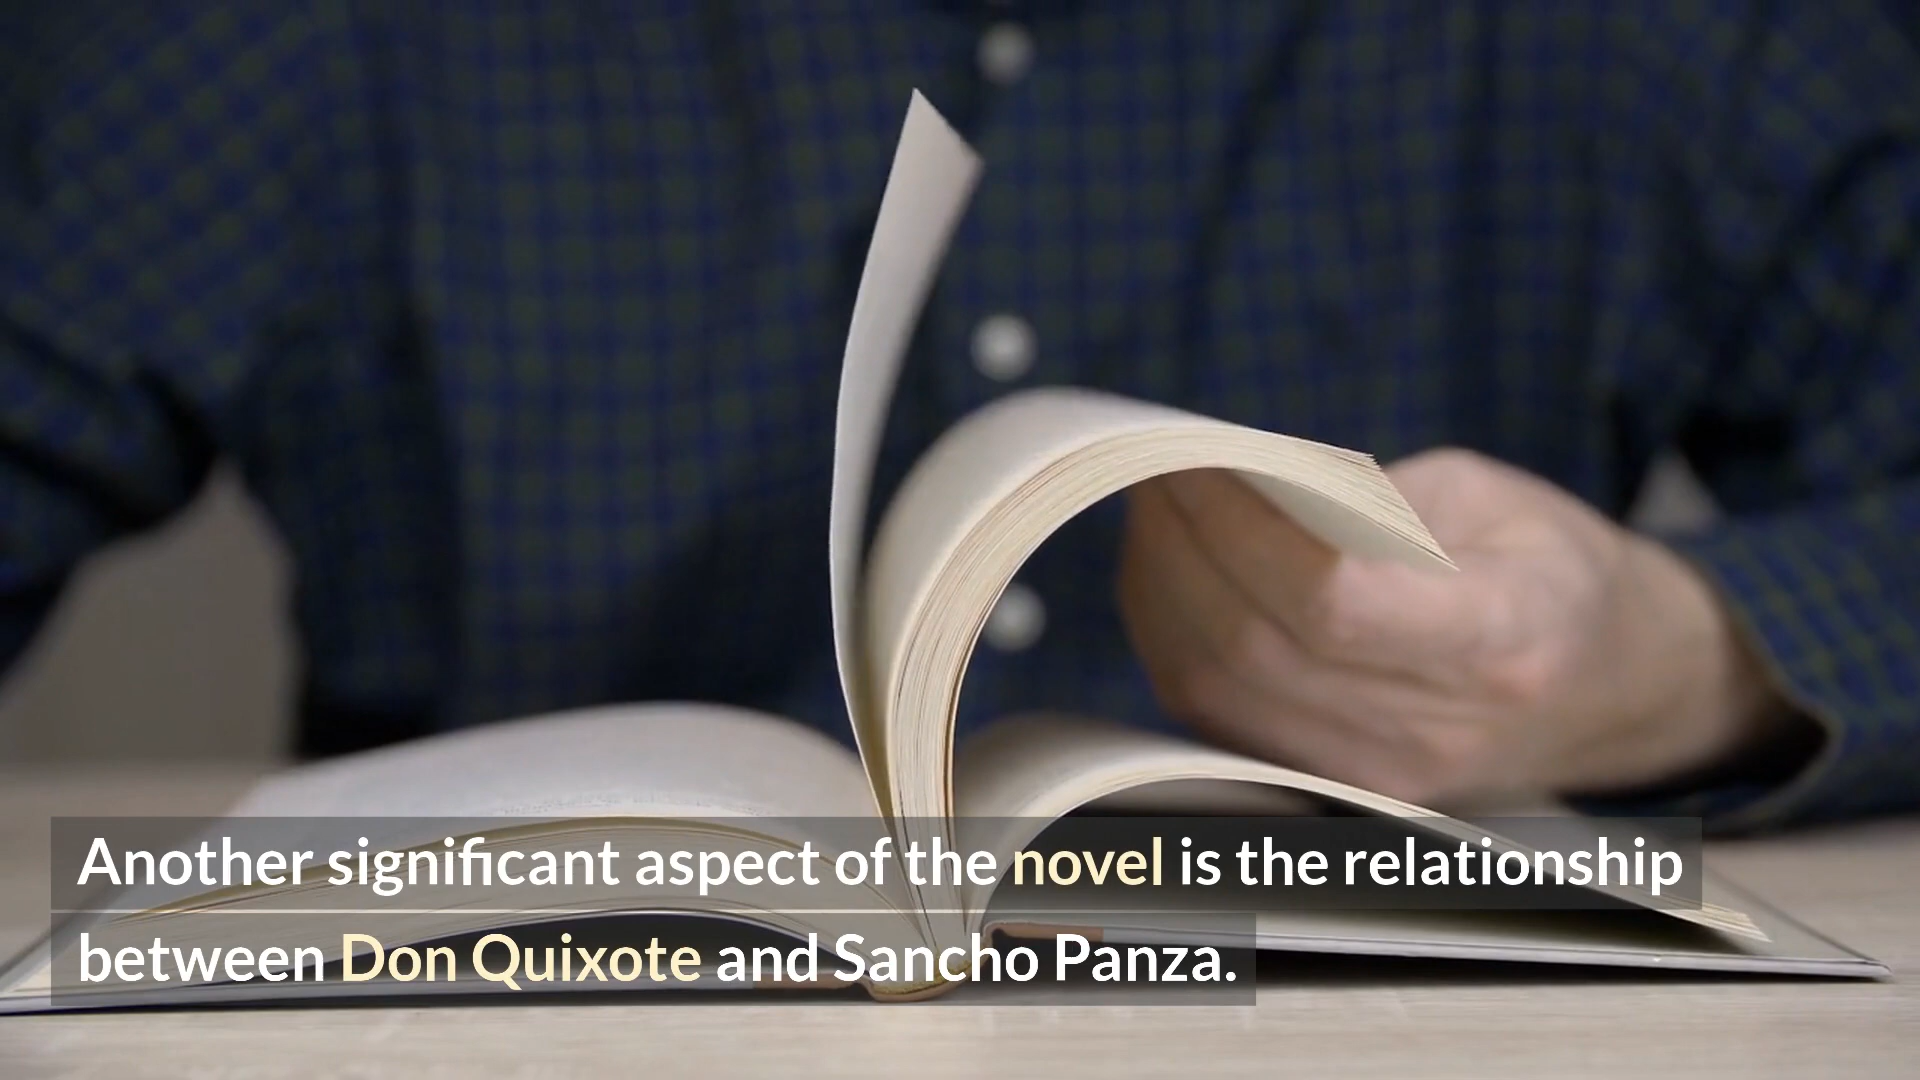 Another significant aspect of the novel is the relationship
between Don Quixote and Sancho Panza.